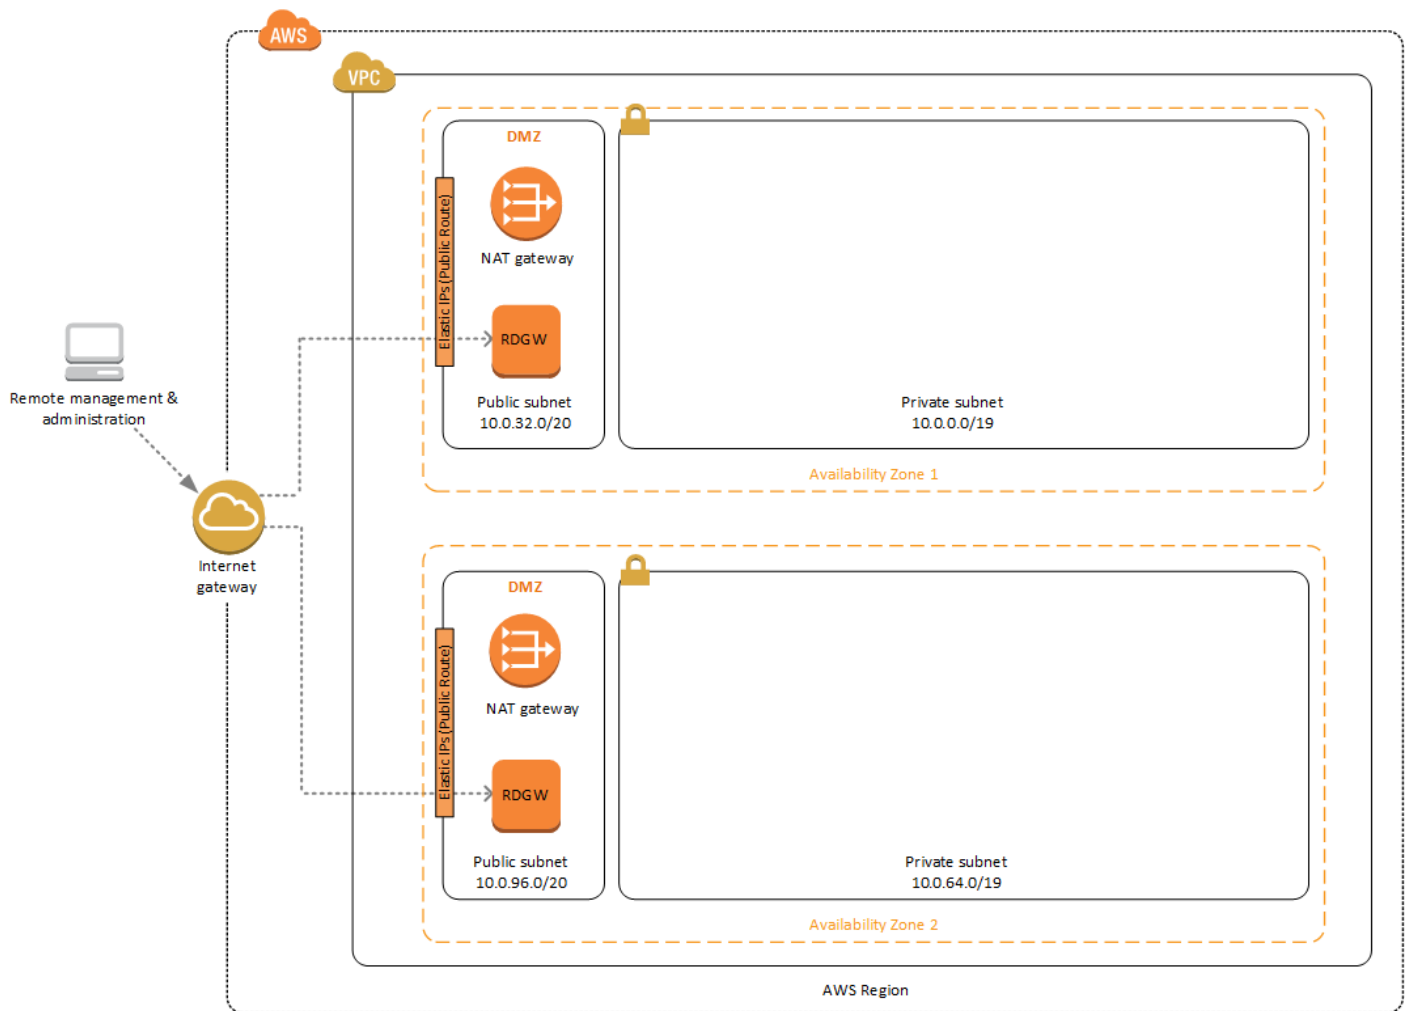 AWS
VPC
DMZ
NAT gateway
Elastic IPs (Public Route)
RDGW
Public subnet
10.0.32.0/20
Private subnet
10.0.0.0/19
Availability Zone 1
Remote management &
administration
Internet
gateway
DMZ
NAT gateway
Elastic IPs (Public Route)
RDGW
Public subnet
10.0.96.0/20
Private subnet
10.0.64.0/19
Availability Zone 2
AWS Region